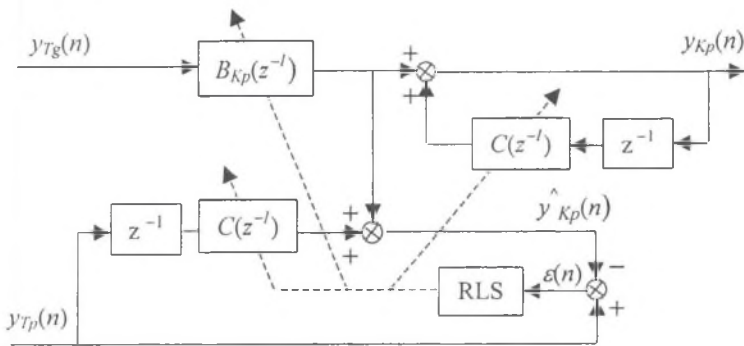 y_Tg(n)
B_Kp(z^-1)
+
+
y_Kp(n)
C(z^-1)
z^-1
z^-1
C(z^-1)
+
+
ŷ_Kp(n)
RLS
ε(n)
−
+
y_Tp(n)